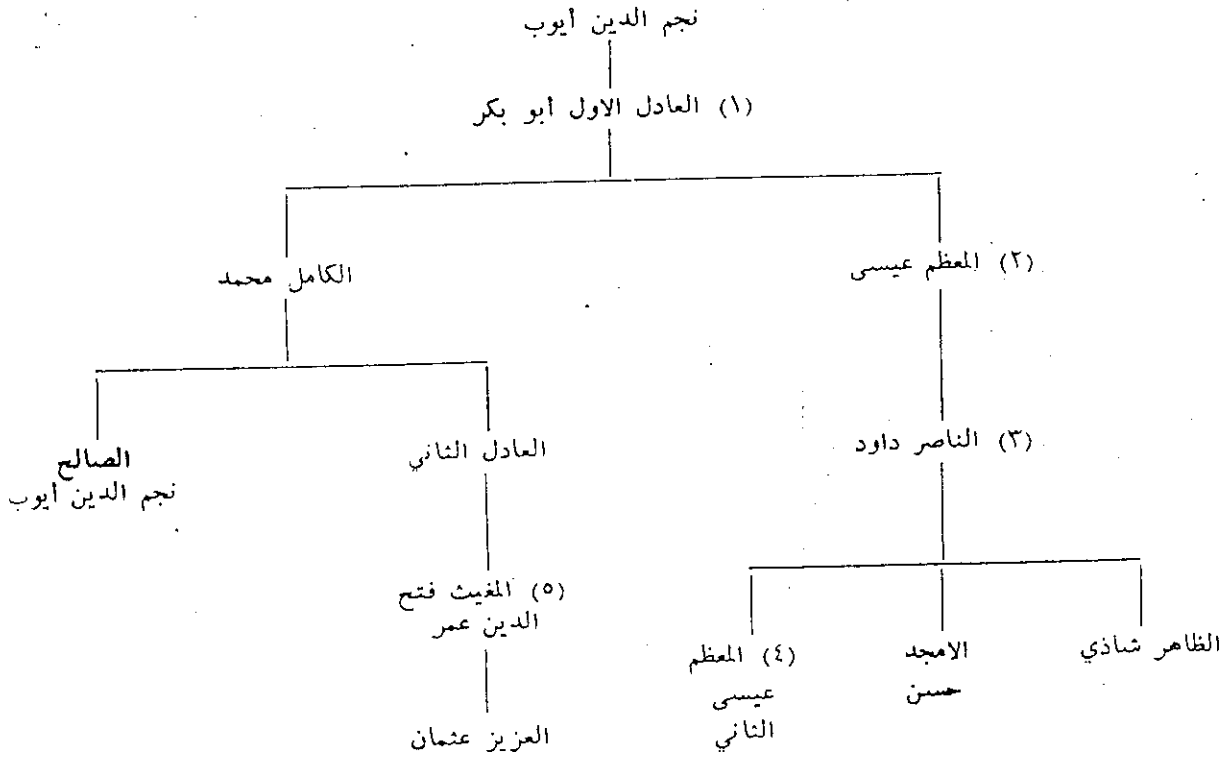 نجم الدين أيوب
(١) العادل الاول أبو بكر
(٢) المعظم عيسى
الكامل محمد
(٣) الناصر داود
العادل الثاني
الصالح
نجم الدين أيوب
(٥) المغيث فتح
الدين عمر
الظاهر شاذي
الامجد
حسن
(٤) المعظم
عيسى
الثاني
العزيز عثمان